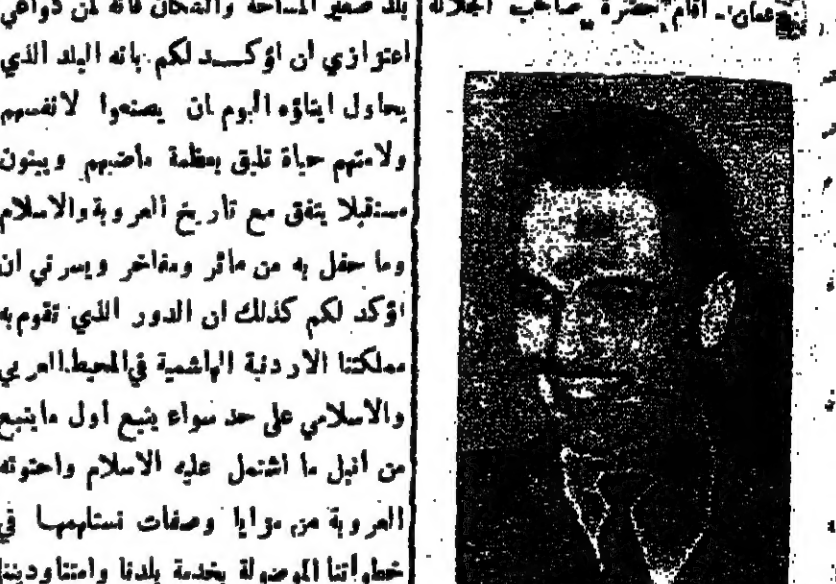 عمان - اقام حضرة صاحب الجلالة
بلد صغير المساحة والسكان فانه لمن دواعي
اعتزازي ان اؤكـــد لكم بانه البلد الذي
يحاول ابناؤه اليوم ان يصنعوا لانفسهم
ولامتهم حياة تليق بعظمة ماضيهم ويبنون
مستقبلا يتفق مع تاريخ العروبة والاسلام
وما حفل به من مآثر ومفاخر ويسرني ان
اؤكد لكم كذلك ان الدور الذي تقوم به
مملكتنا الاردنية الهاشمية في المحيط العربي
والاسلامي على حد سواء ينبع أول ما ينبع
من انبل ما اشتمل عليه الاسلام واحتوته
العروبة من مزايا وصفات نستلهمها في
خطواتنا الموصولة بخدمة بلدنا وامتنا وديننا